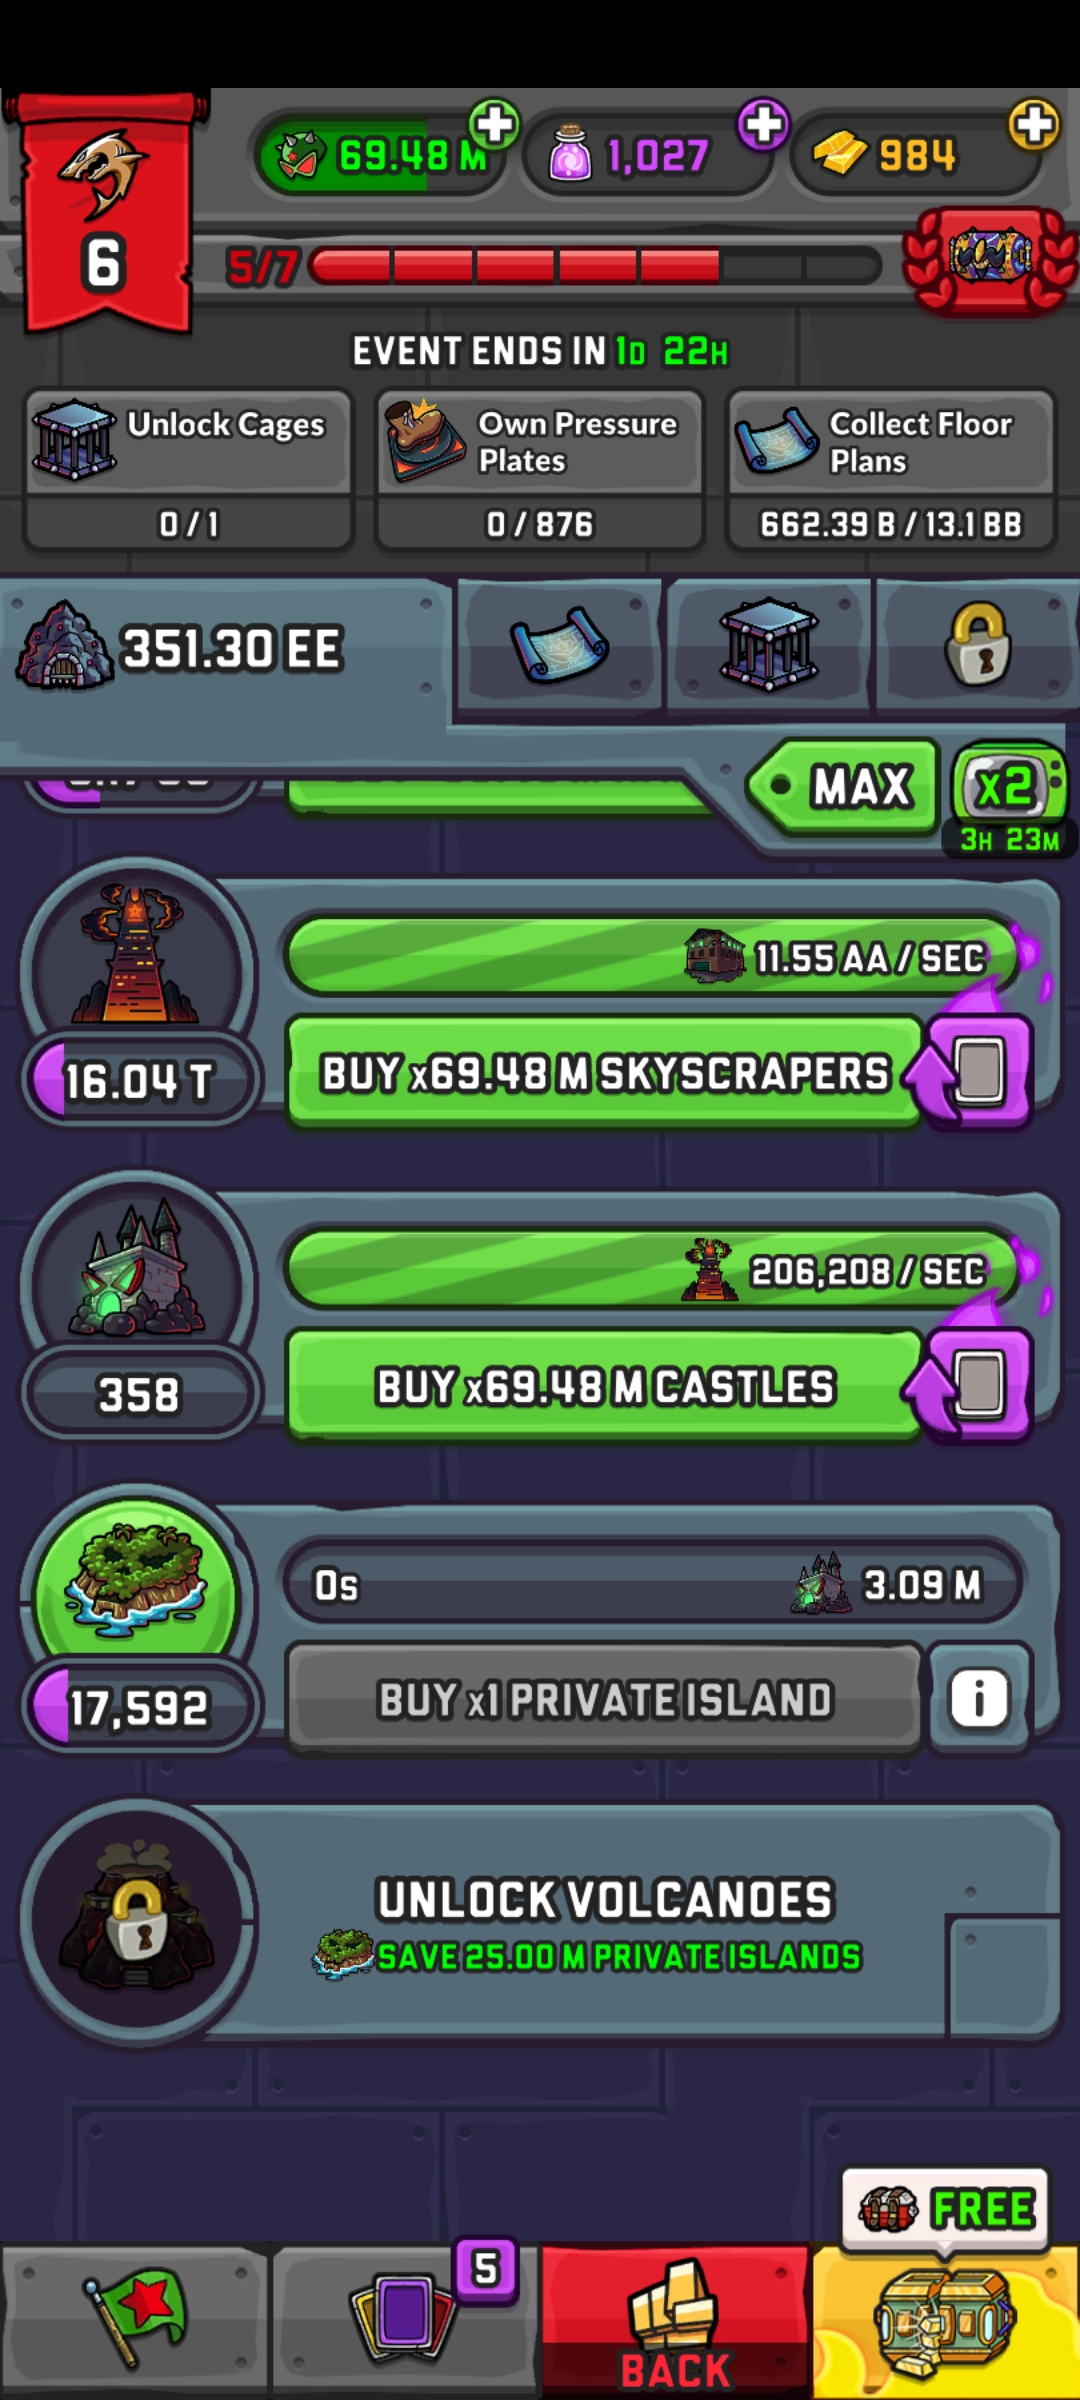 69.48 M
1,027
984
6
5/7
EVENT ENDS IN 1D 22H
Unlock Cages
0 / 1
Own Pressure Plates
0 / 876
Collect Floor Plans
662.39 B / 13.1 BB
351.30 EE
MAX
x2
3H 23M
11.55 AA / SEC
16.04 T
BUY x69.48 M SKYSCRAPERS
206,208 / SEC
358
BUY x69.48 M CASTLES
0s
3.09 M
17,592
BUY x1 PRIVATE ISLAND
i
UNLOCK VOLCANOES
SAVE 25.00 M PRIVATE ISLANDS
FREE
5
BACK